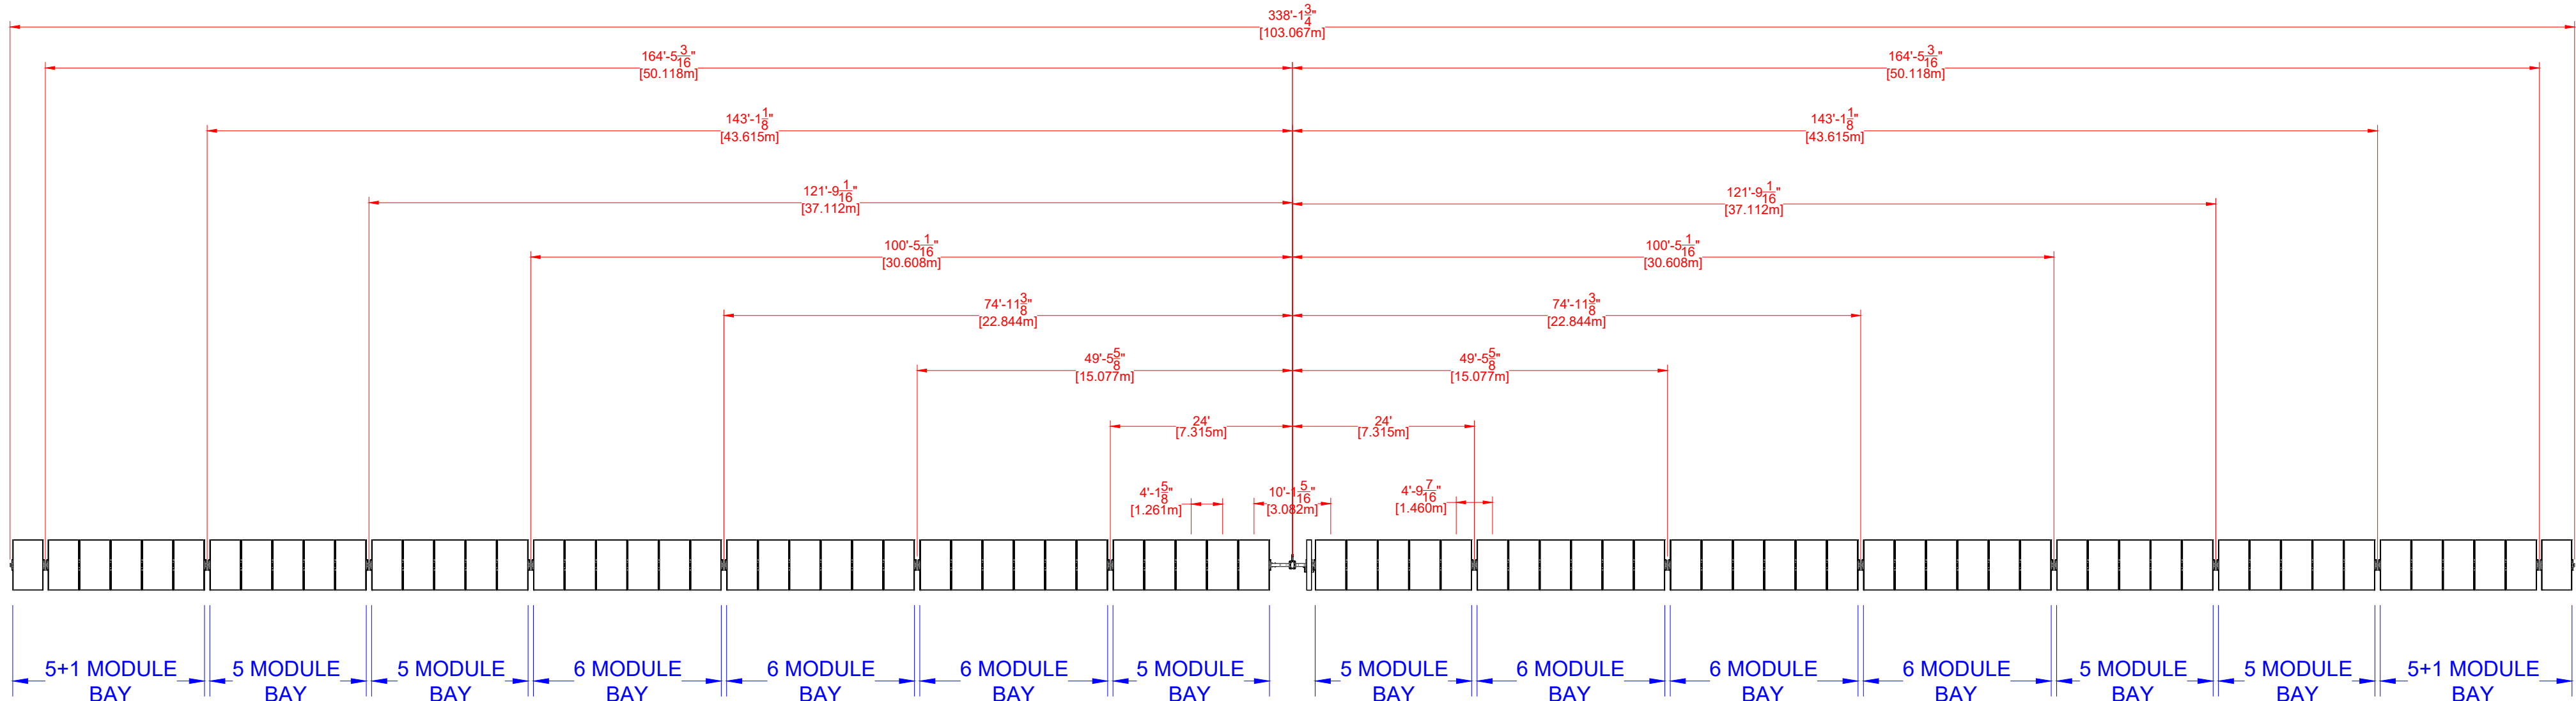 338'-1 3/4"
[103.067m]
164'-5 3/16"
[50.118m]
164'-5 3/16"
[50.118m]
143'-1 1/8"
[43.615m]
143'-1 1/8"
[43.615m]
121'-9 1/16"
[37.112m]
121'-9 1/16"
[37.112m]
100'-5 1/16"
[30.608m]
100'-5 1/16"
[30.608m]
74'-11 3/8"
[22.844m]
74'-11 3/8"
[22.844m]
49'-5 5/8"
[15.077m]
49'-5 5/8"
[15.077m]
24'
[7.315m]
24'
[7.315m]
4'-1 5/8"
[1.261m]
10'-1 5/16"
[3.082m]
4'-9 7/16"
[1.460m]
5+1 MODULE
BAY
5 MODULE
BAY
5 MODULE
BAY
6 MODULE
BAY
6 MODULE
BAY
6 MODULE
BAY
5 MODULE
BAY
5 MODULE
BAY
6 MODULE
BAY
6 MODULE
BAY
6 MODULE
BAY
5 MODULE
BAY
5 MODULE
BAY
5+1 MODULE
BAY